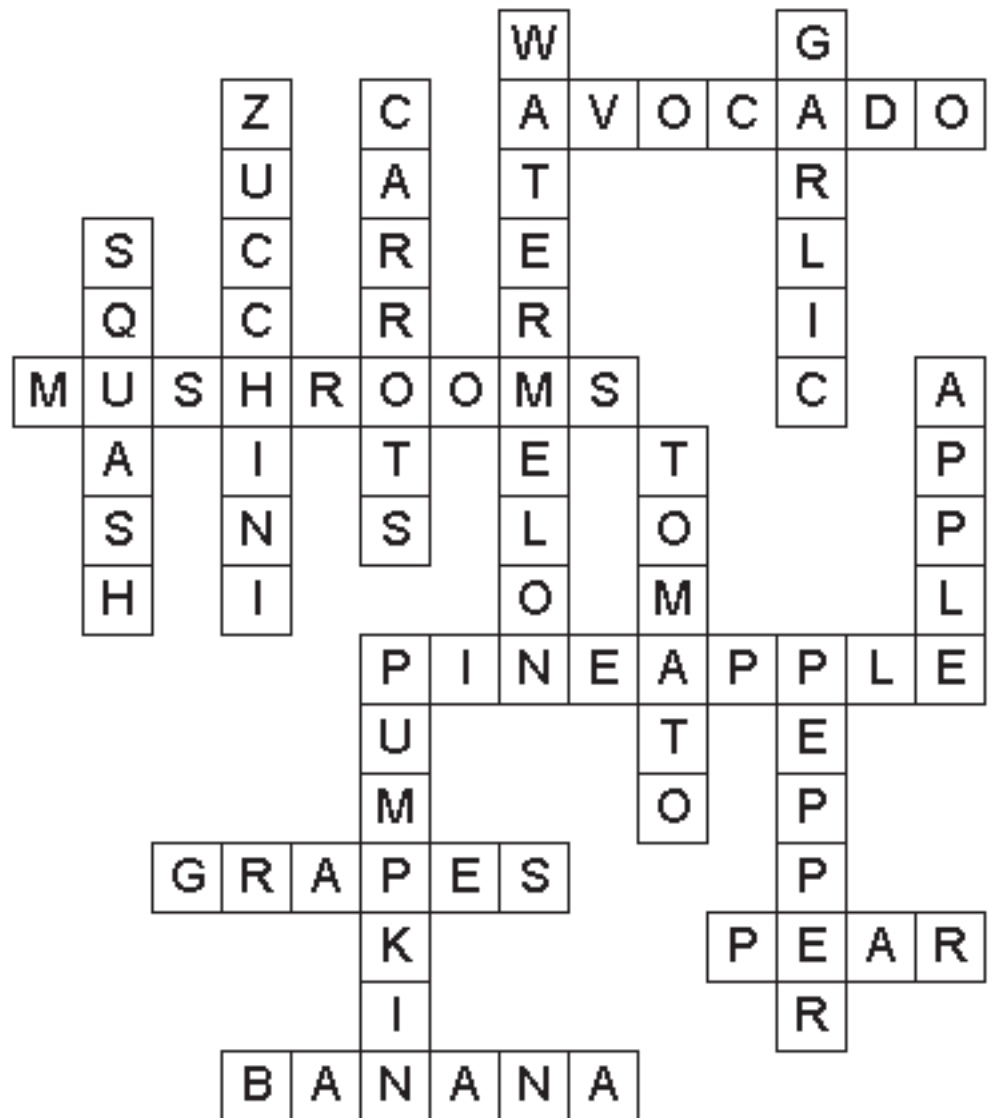 W G
Z C A V O C A D O
U A T R
S C R E L
Q C R R I
M U S H R O O M S C A
A I T E T P
S N S L O P
H I O M L
P I N E A P P L E
U T E
M O P
G R A P E S P
K P E A R
I R
B A N A N A